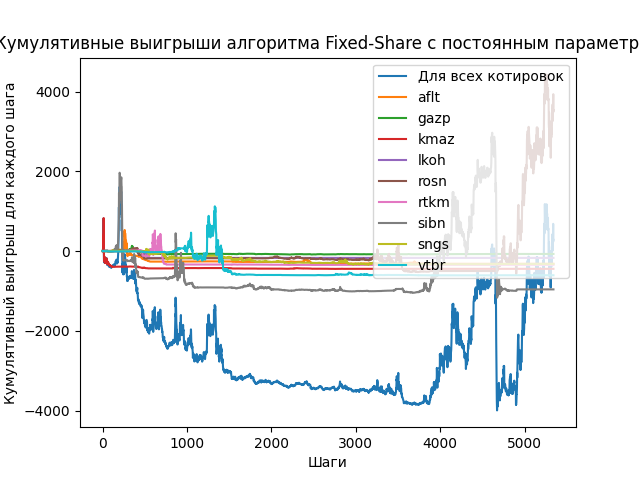 Кумулятивные выигрыши алгоритма Fixed-Share с постоянным параметр
Кумулятивный выигрыш для каждого шага
4000
2000
0
−2000
−4000
Для всех котировок
aflt
gazp
kmaz
lkoh
rosn
rtkm
sibn
sngs
vtbr
0
1000
2000
3000
4000
5000
Шаги